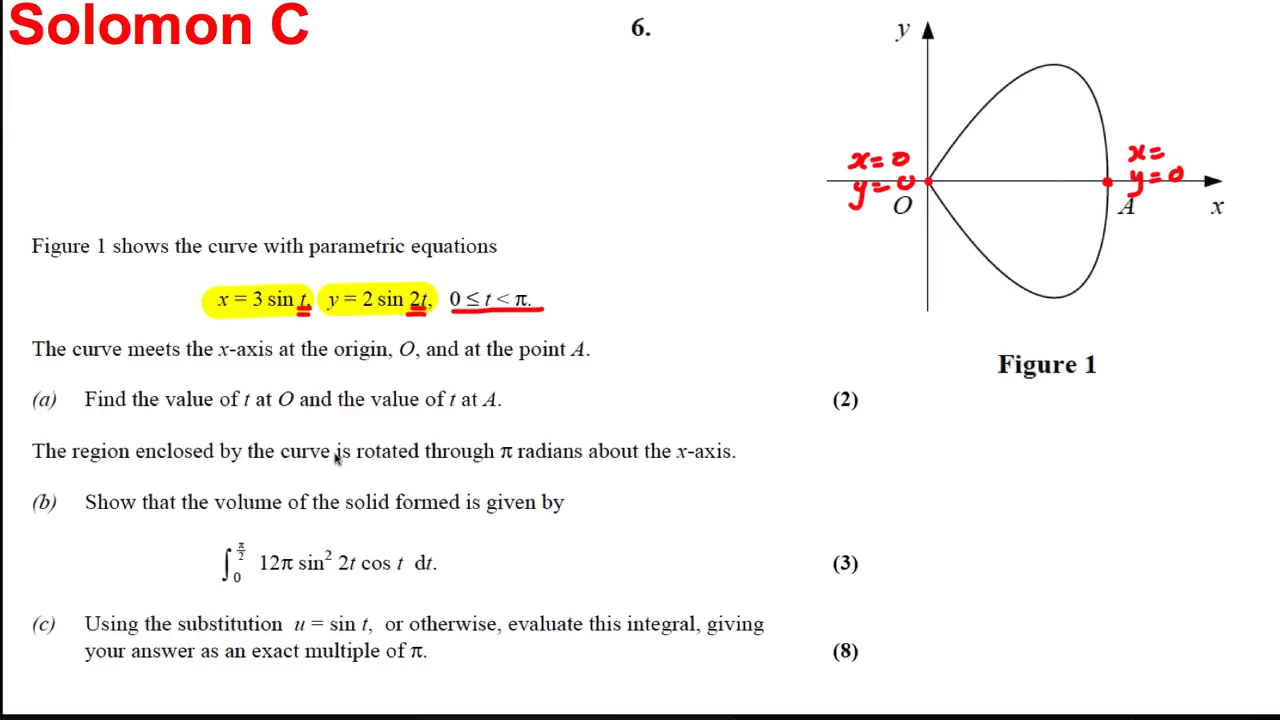 Solomon C
6.
y
x=0
y=0
x=
y=0
O
A
x
Figure 1 shows the curve with parametric equations
x = 3 sin t, y = 2 sin 2t, 0 ≤ t < π.
The curve meets the x-axis at the origin, O, and at the point A.
Figure 1
(a) Find the value of t at O and the value of t at A. (2)
The region enclosed by the curve is rotated through π radians about the x-axis.
(b) Show that the volume of the solid formed is given by
∫₀^(π/2) 12π sin² 2t cos t dt. (3)
(c) Using the substitution u = sin t, or otherwise, evaluate this integral, giving
your answer as an exact multiple of π. (8)